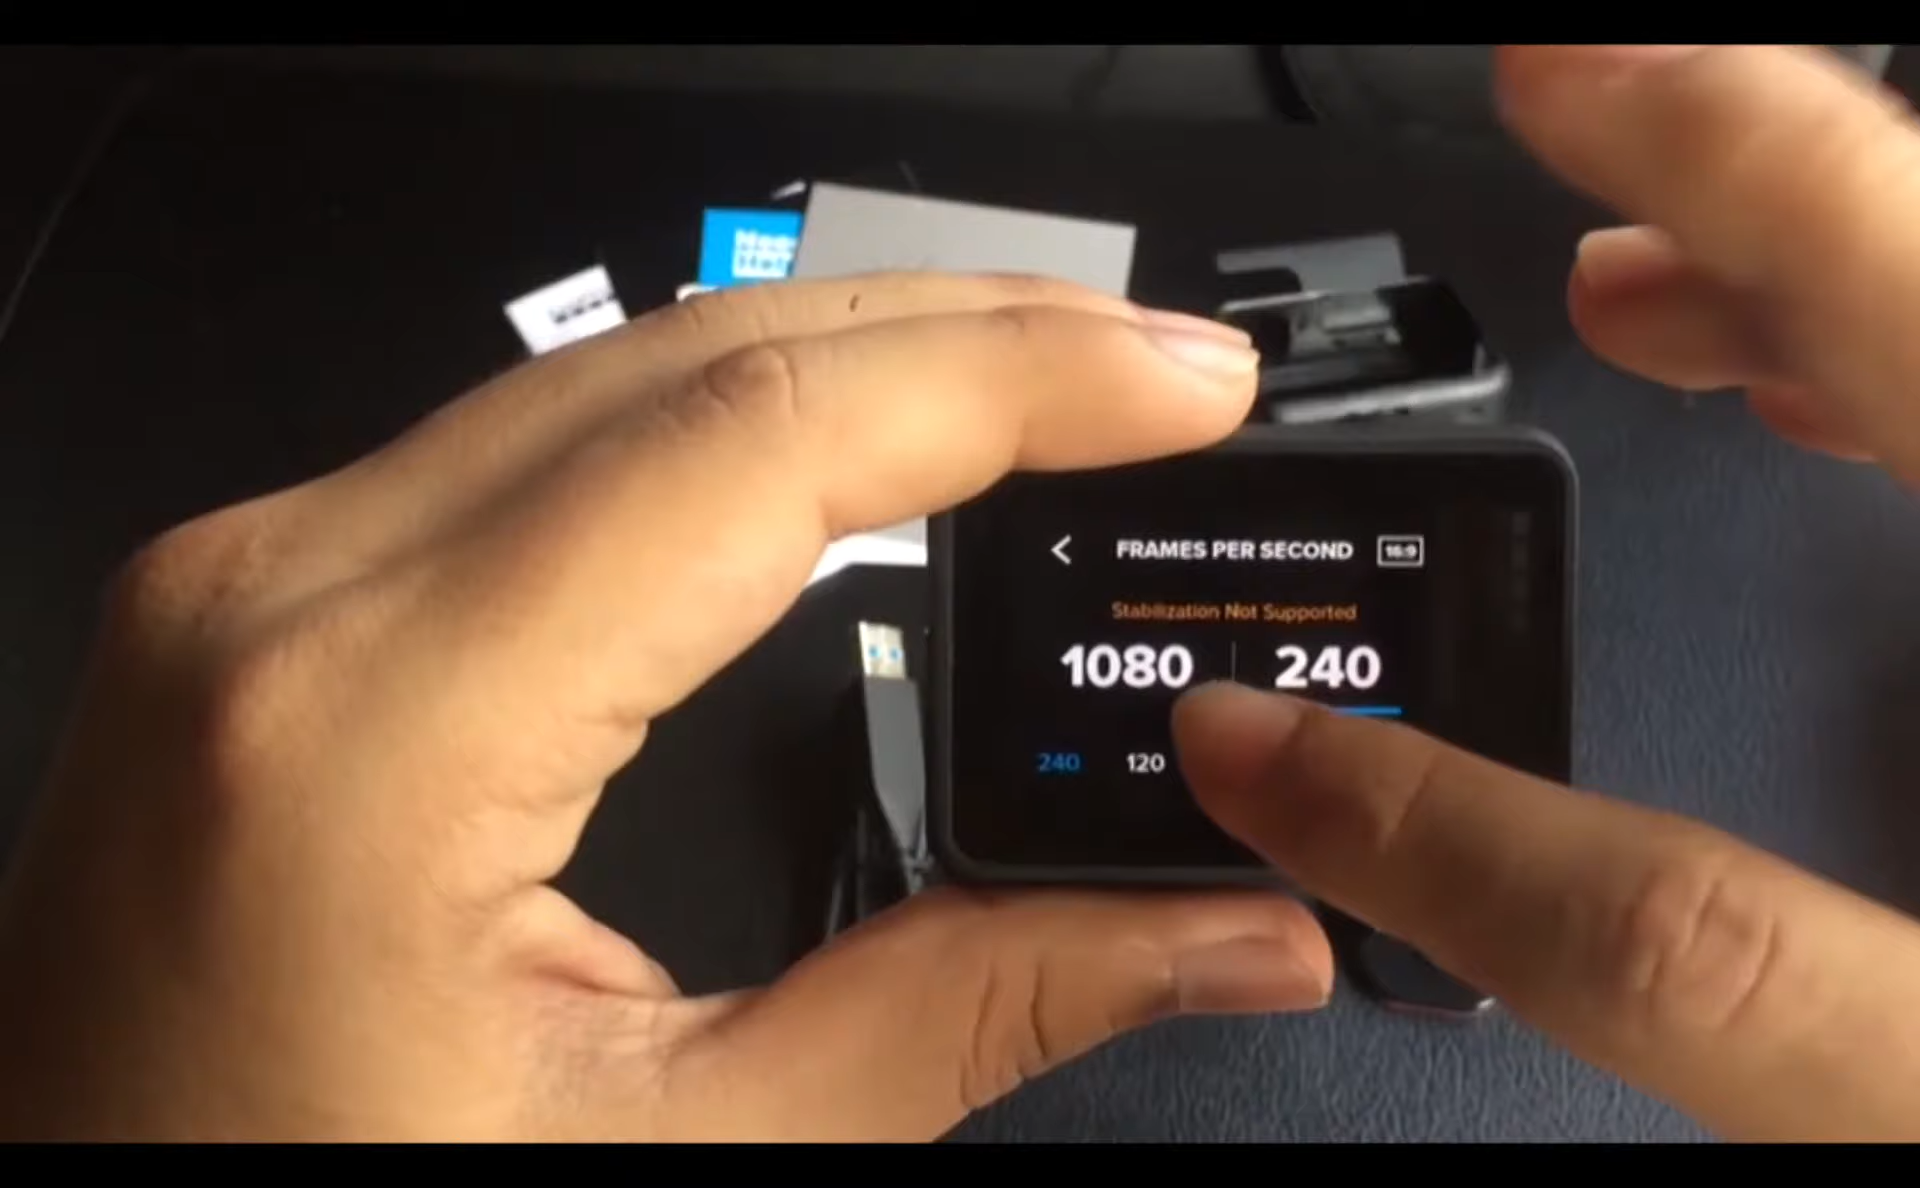 FRAMES PER SECOND 16:9
Stabilization Not Supported
1080 240
240 120